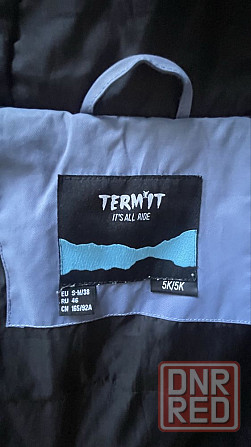 TERMIT
IT'S ALL RIDE
5K/5K
EU S-M/38
RU 46
CN 165/92A
DNR
RED